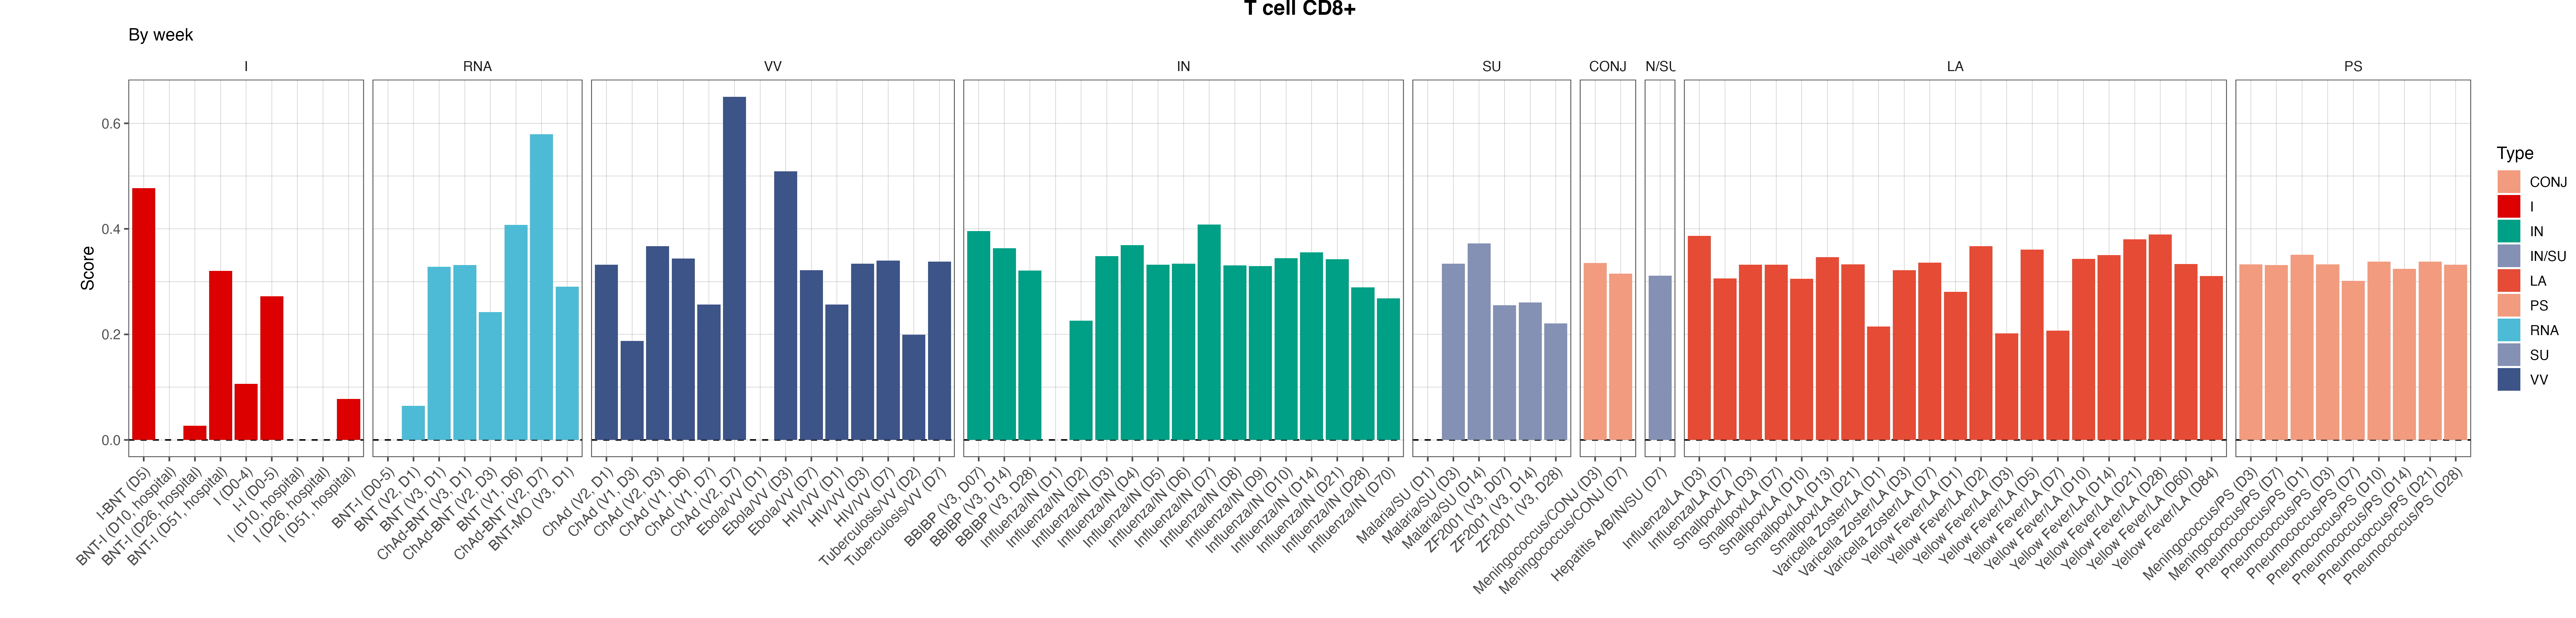 T cell CD8+
By week
I
RNA
VV
IN
SU
CONJ
N/SU
LA
PS
Score
0.6
0.4
0.2
0.0
I-BNT (D5)
BNT-I (D10, hospital)
BNT-I (D26, hospital)
BNT-I (D51, hospital)
I (D0-4)
I-I (D0-5)
I (D10, hospital)
I (D26, hospital)
I (D51, hospital)
BNT-I (D0-5)
BNT (V2, D1)
BNT (V3, D1)
ChAd-BNT (V3, D1)
ChAd-BNT (V2, D3)
BNT (V1, D6)
ChAd-BNT (V2, D7)
BNT-MO (V3, D1)
ChAd (V2, D1)
ChAd (V1, D3)
ChAd (V2, D3)
ChAd (V1, D6)
ChAd (V1, D7)
ChAd (V2, D7)
Ebola/VV (D1)
Ebola/VV (D3)
Ebola/VV (D7)
HIV/VV (D1)
HIV/VV (D3)
HIV/VV (D7)
Tuberculosis/VV (D2)
Tuberculosis/VV (D7)
BBIBP (V3, D07)
BBIBP (V3, D14)
BBIBP (V3, D28)
Influenza/IN (D1)
Influenza/IN (D2)
Influenza/IN (D3)
Influenza/IN (D4)
Influenza/IN (D5)
Influenza/IN (D6)
Influenza/IN (D7)
Influenza/IN (D8)
Influenza/IN (D9)
Influenza/IN (D10)
Influenza/IN (D14)
Influenza/IN (D21)
Influenza/IN (D28)
Influenza/IN (D70)
Malaria/SU (D1)
Malaria/SU (D3)
Malaria/SU (D14)
ZF2001 (V3, D07)
ZF2001 (V3, D14)
ZF2001 (V3, D28)
Meningococcus/CONJ (D3)
Meningococcus/CONJ (D7)
Hepatitis A/B/IN/SU (D7)
Influenza/LA (D3)
Influenza/LA (D7)
Smallpox/LA (D3)
Smallpox/LA (D7)
Smallpox/LA (D10)
Smallpox/LA (D13)
Smallpox/LA (D21)
Varicella Zoster/LA (D1)
Varicella Zoster/LA (D3)
Varicella Zoster/LA (D7)
Yellow Fever/LA (D1)
Yellow Fever/LA (D2)
Yellow Fever/LA (D3)
Yellow Fever/LA (D5)
Yellow Fever/LA (D7)
Yellow Fever/LA (D10)
Yellow Fever/LA (D14)
Yellow Fever/LA (D21)
Yellow Fever/LA (D28)
Yellow Fever/LA (D60)
Yellow Fever/LA (D84)
Meningococcus/PS (D3)
Meningococcus/PS (D7)
Pneumococcus/PS (D1)
Pneumococcus/PS (D3)
Pneumococcus/PS (D7)
Pneumococcus/PS (D10)
Pneumococcus/PS (D14)
Pneumococcus/PS (D21)
Pneumococcus/PS (D28)
Type
CONJ
I
IN
IN/SU
LA
PS
RNA
SU
VV